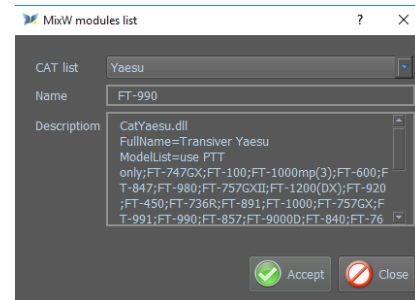 MixW modules list
? ×
CAT list Yaesu
Name FT-990
Descriptiom CatYaesu.dll
FullName=Transiver Yaesu
ModelList=use PTT
only;FT-747GX;FT-100;FT-1000mp(3);FT-600;F
T-847;FT-980;FT-757GXII;FT-1200(DX);FT-920
;FT-450;FT-736R;FT-891;FT-1000;FT-757GX;F
T-991;FT-990;FT-857;FT-9000D;FT-840;FT-76
Accept Close